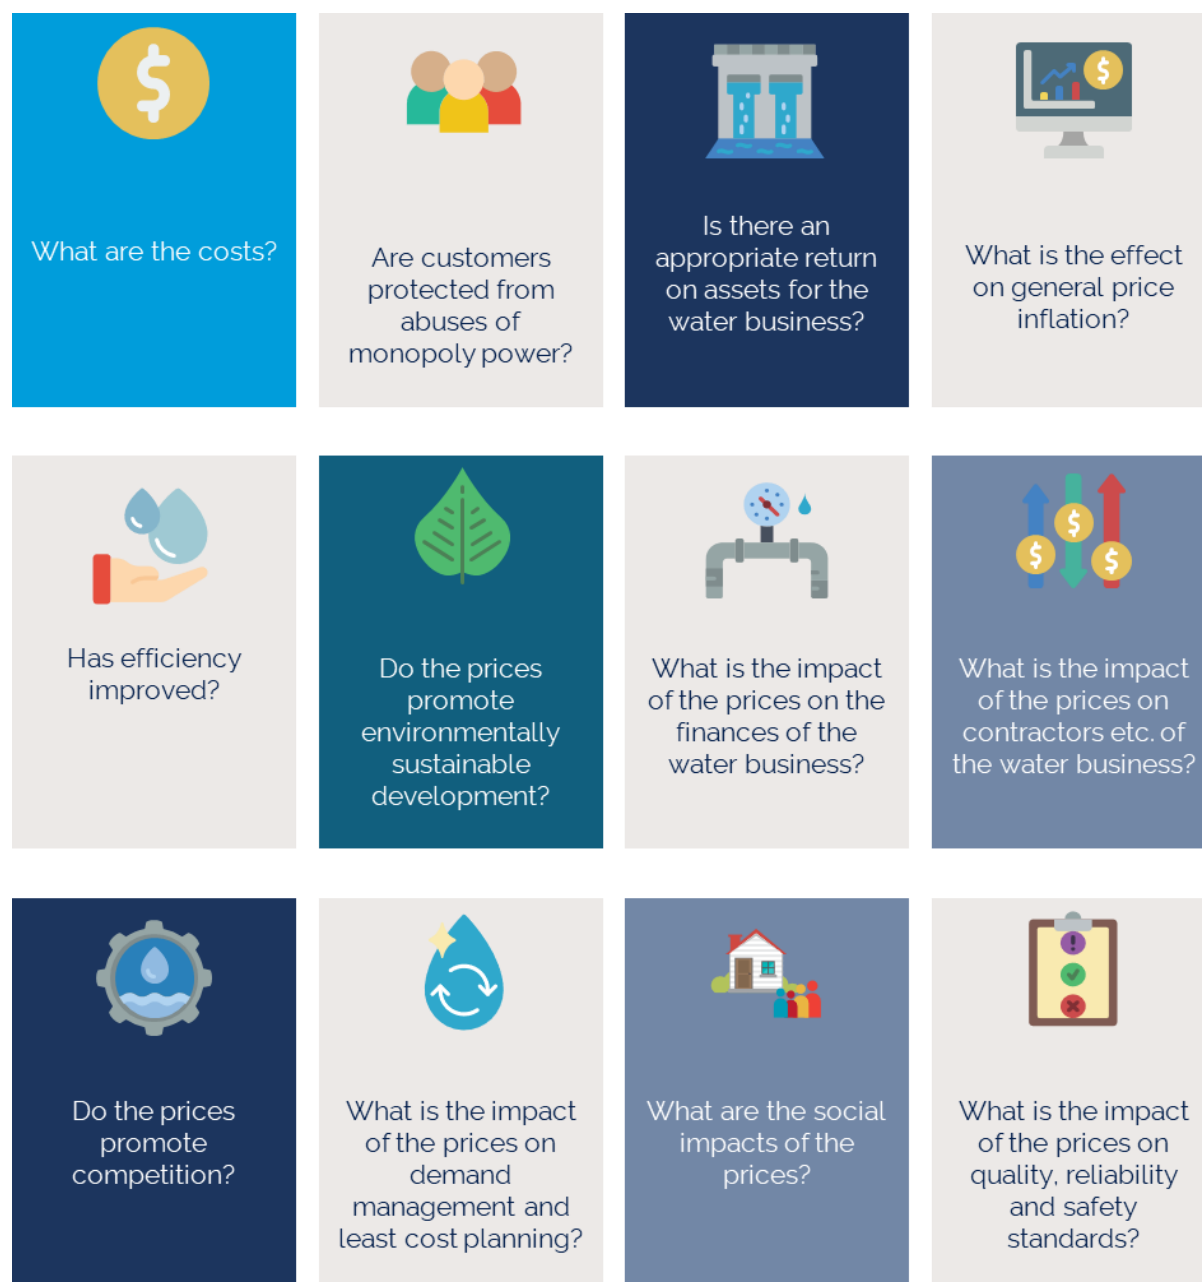 What are the costs?
Are customers
protected from
abuses of
monopoly power?
Is there an
appropriate return
on assets for the
water business?
What is the effect
on general price
inflation?
Has efficiency
improved?
Do the prices
promote
environmentally
sustainable
development?
What is the impact
of the prices on the
finances of the
water business?
What is the impact
of the prices on
contractors etc. of
the water business?
Do the prices
promote
competition?
What is the impact
of the prices on
demand
management and
least cost planning?
What are the social
impacts of the
prices?
What is the impact
of the prices on
quality, reliability
and safety
standards?